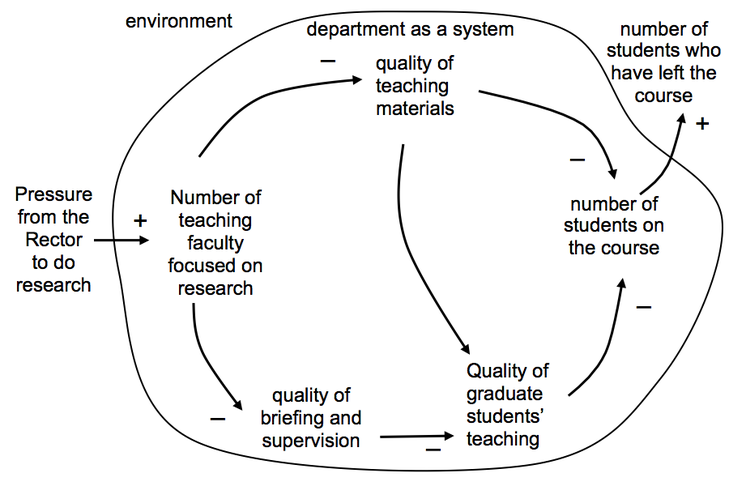 environment
department as a system
number of
students who
have left the
course
quality of
teaching
materials
−
+
−
Pressure
from the
Rector
to do
research
+
Number of
teaching
faculty
focused on
research
number of
students on
the course
−
−
quality of
briefing and
supervision
−
Quality of
graduate
students’
teaching